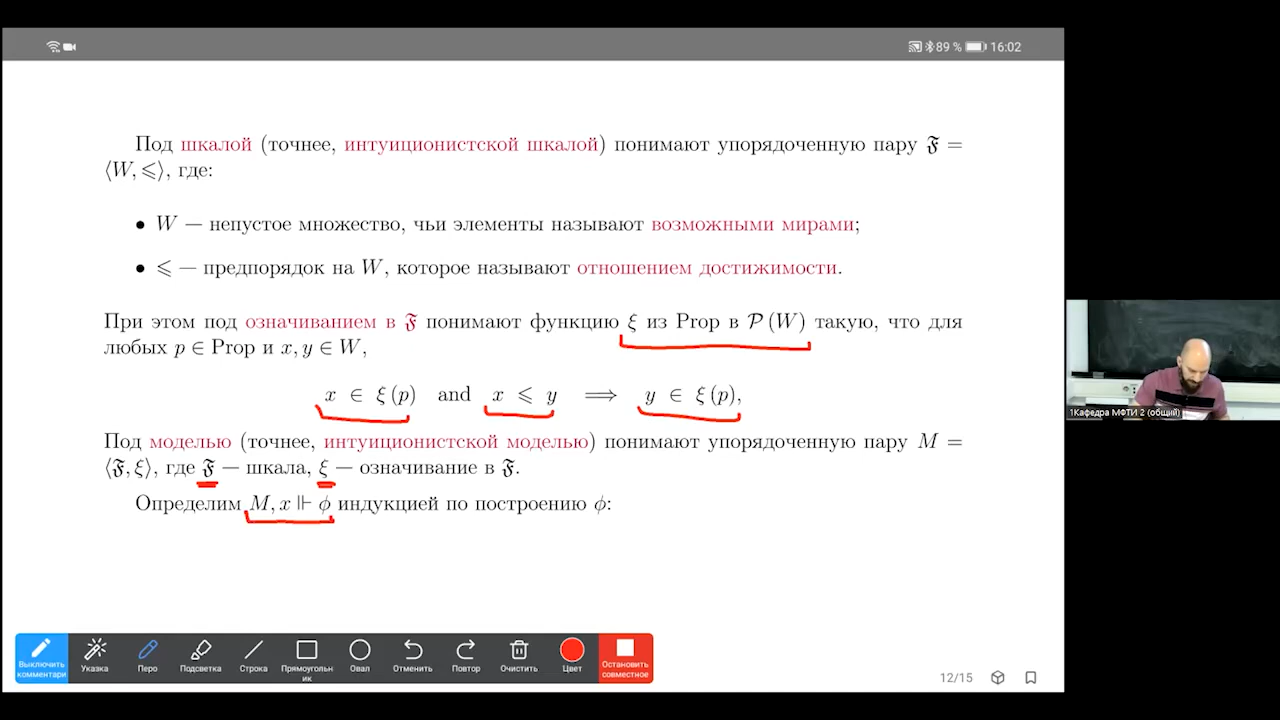 89 % 16:02
Под шкалой (точнее, интуиционистской шкалой) понимают упорядоченную пару 𝔉 =
⟨W, ⩽⟩, где:
• W — непустое множество, чьи элементы называют возможными мирами;
• ⩽ — предпорядок на W, которое называют отношением достижимости.
При этом под означиванием в 𝔉 понимают функцию ξ из Prop в 𝒫 (W) такую, что для
любых p ∈ Prop и x, y ∈ W,
x ∈ ξ (p) and x ⩽ y ⟹ y ∈ ξ (p),
Под моделью (точнее, интуиционистской моделью) понимают упорядоченную пару M =
⟨𝔉, ξ⟩, где 𝔉 — шкала, ξ — означивание в 𝔉.
Определим M, x ⊩ ϕ индукцией по построению ϕ:
1Кафедра МФТИ 2 (общий)
Выключить комментари Указка Перо Подсветка Строка Прямоугольник Овал Отменить Повтор Очистить Цвет Остановить совместное
12/15